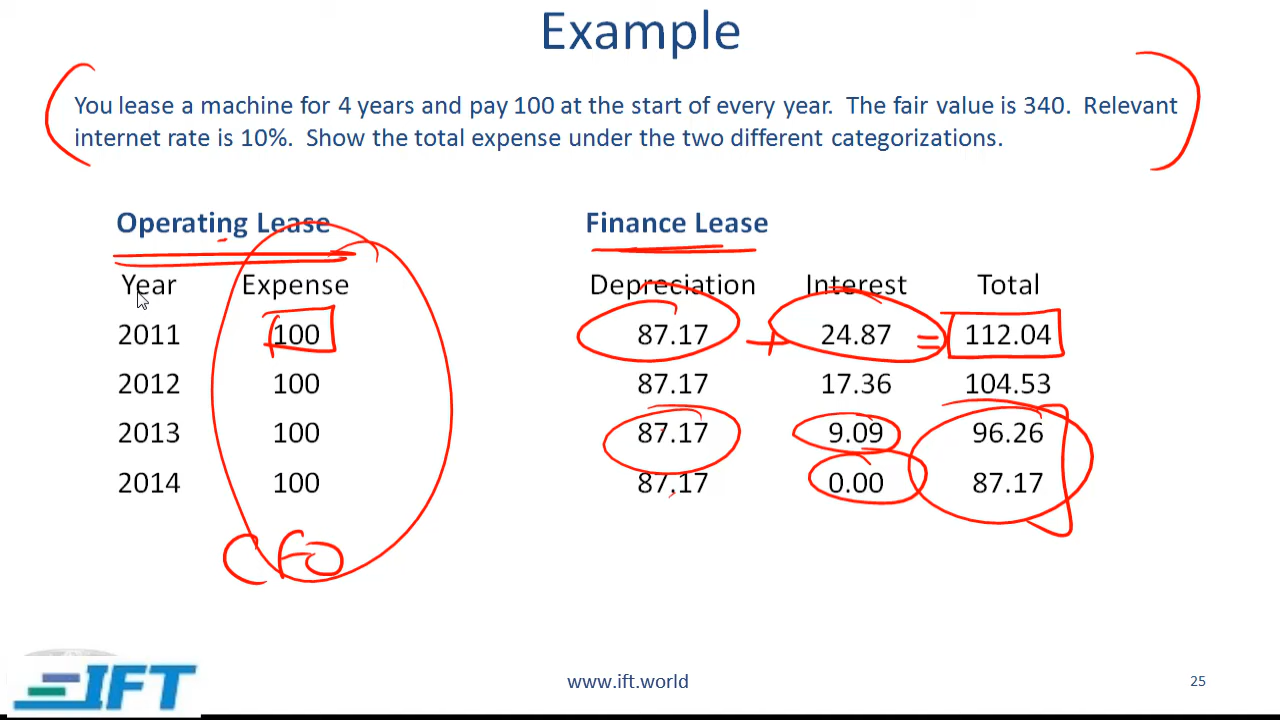 Example
You lease a machine for 4 years and pay 100 at the start of every year. The fair value is 340. Relevant
internet rate is 10%. Show the total expense under the two different categorizations.
Operating Lease Finance Lease
Year Expense Depreciation Interest Total
2011 100 87.17 + 24.87 = 112.04
2012 100 87.17 17.36 104.53
2013 100 87.17 9.09 96.26
2014 100 87.17 0.00 87.17
CFO
IFT www.ift.world 25